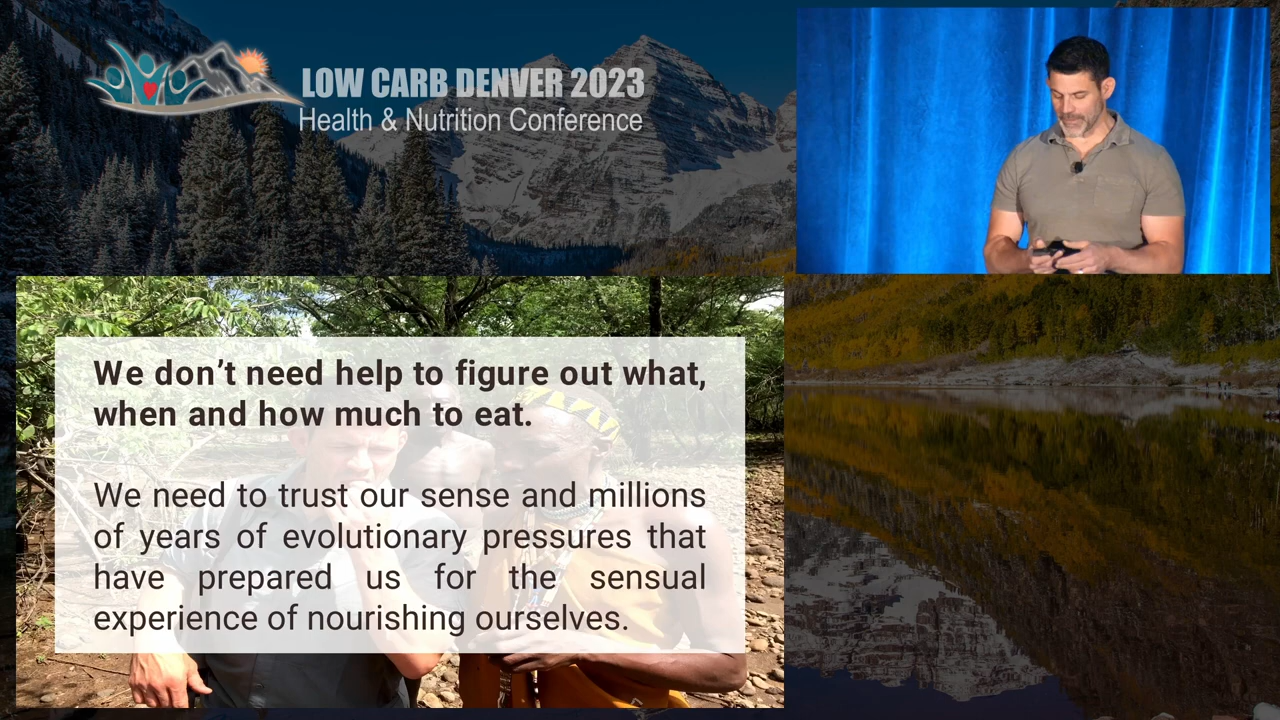 LOW CARB DENVER 2023
Health & Nutrition Conference
We don’t need help to figure out what,
when and how much to eat.
We need to trust our sense and millions
of years of evolutionary pressures that
have prepared us for the sensual
experience of nourishing ourselves.